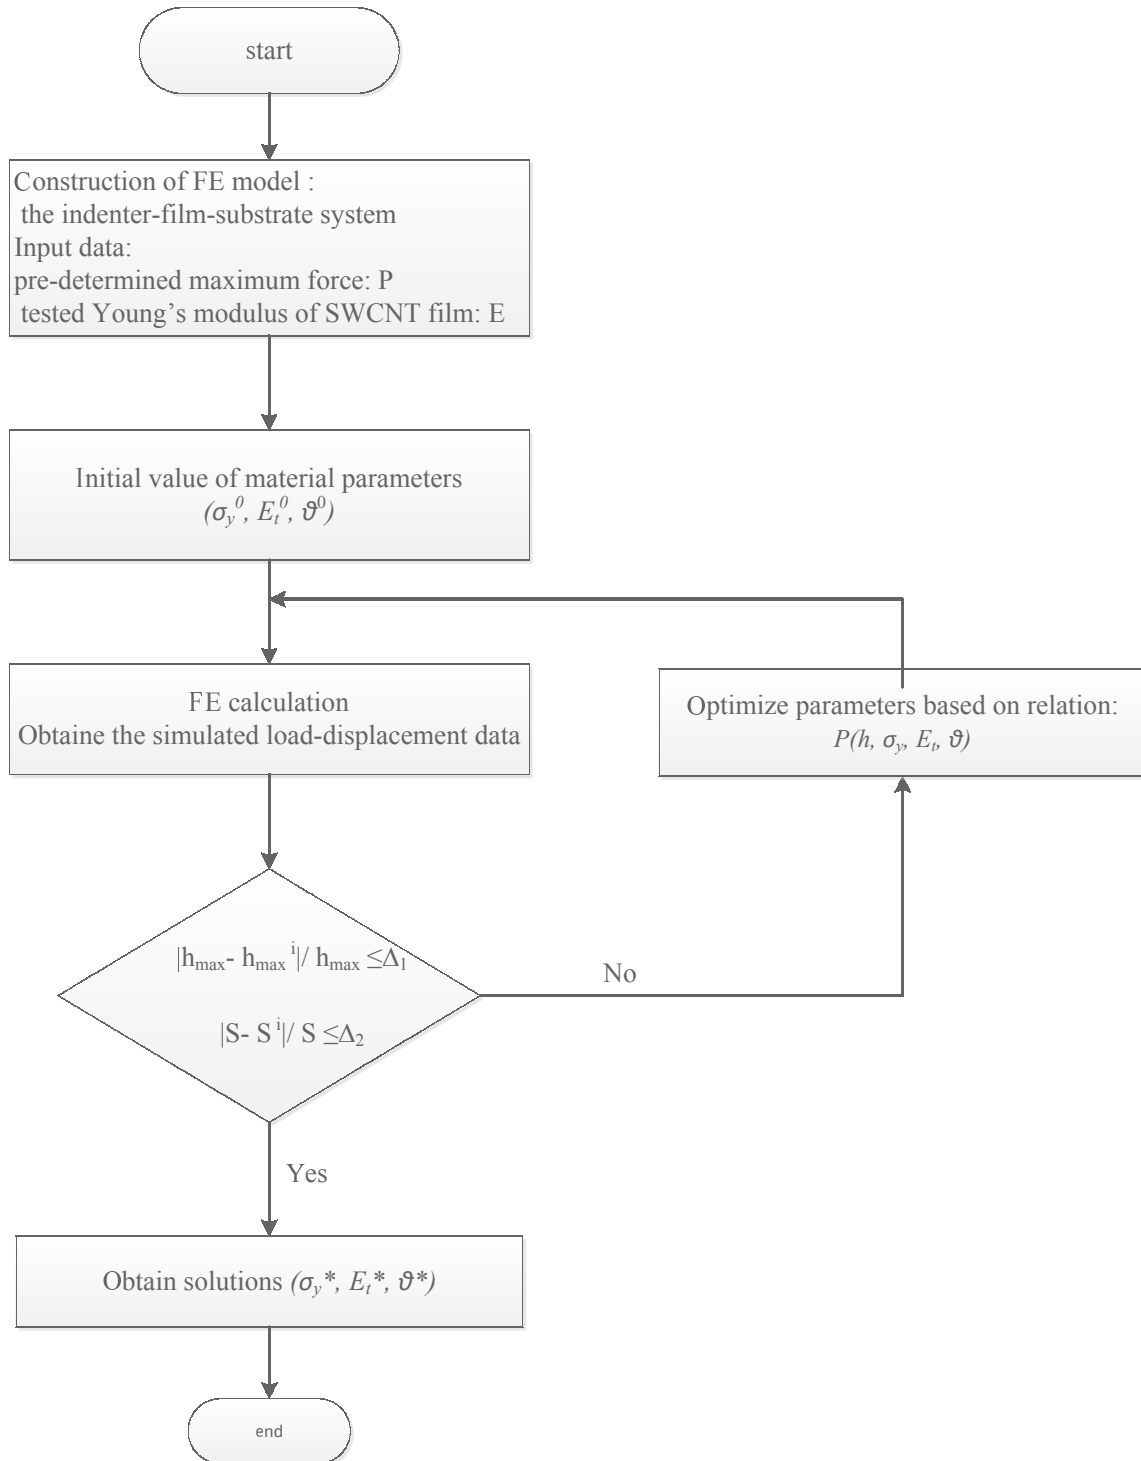 start
Construction of FE model :
the indenter-film-substrate system
Input data:
pre-determined maximum force: P
tested Young’s modulus of SWCNT film: E
Initial value of material parameters
(σy⁰, Et⁰, ϑ⁰)
FE calculation
Obtaine the simulated load-displacement data
Optimize parameters based on relation:
P(h, σy, Et, ϑ)
|hmax- hmax i|/ hmax ≤Δ1
|S- S i|/ S ≤Δ2
No
Yes
Obtain solutions (σy*, Et*, ϑ*)
end